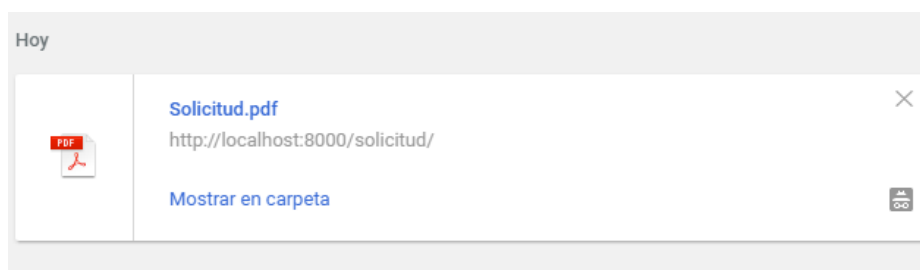 Hoy
Solicitud.pdf
PDF
http://localhost:8000/solicitud/
Mostrar en carpeta